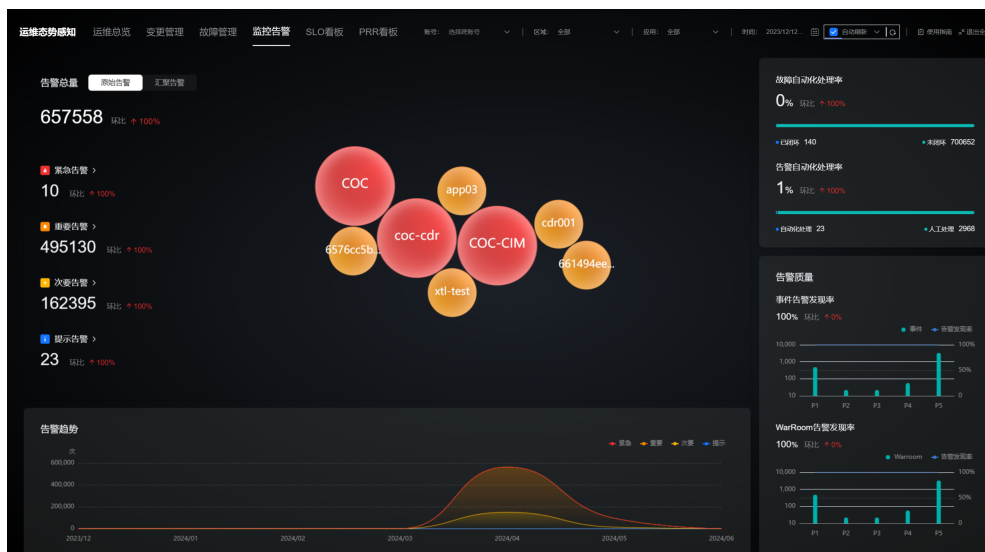 运维态势感知 运维总览 变更管理 故障管理 监控告警 SLO看板 PRR看板 账号: 选择跨账号 | 区域: 全部 | 应用: 全部 | 时间: 2023/12/12... 自动刷新 | 使用指南 退出全
告警总量 原始告警 汇聚告警
657558 环比 ↑ 100%
紧急告警 >
10 环比 ↑ 100%
重要告警 >
495130 环比 ↑ 100%
次要告警 >
162395 环比 ↑ 100%
提示告警 >
23 环比 ↑ 100%
COC
app03
coc-cdr
COC-CIM
cdr001
6576cc5b...
661494ee...
xtl-test
故障自动化处理率
0% 环比 ↑ 100%
已闭环 140 未闭环 700652
告警自动化处理率
1% 环比 ↑ 100%
自动化处理 23 人工处理 2968
告警质量
事件告警发现率
100% 环比 ↑ 0%
事件 告警发现率
10,000 100%
1,000
100 50%
10 0
P1 P2 P3 P4 P5
WarRoom告警发现率
100% 环比 ↑ 0%
Warroom 告警发现率
10,000 100%
1,000
100 50%
10 0
P1 P2 P3 P4 P5
告警趋势
次
紧急 重要 次要 提示
600,000
400,000
200,000
0
2023/12 2024/01 2024/02 2024/03 2024/04 2024/05 2024/06